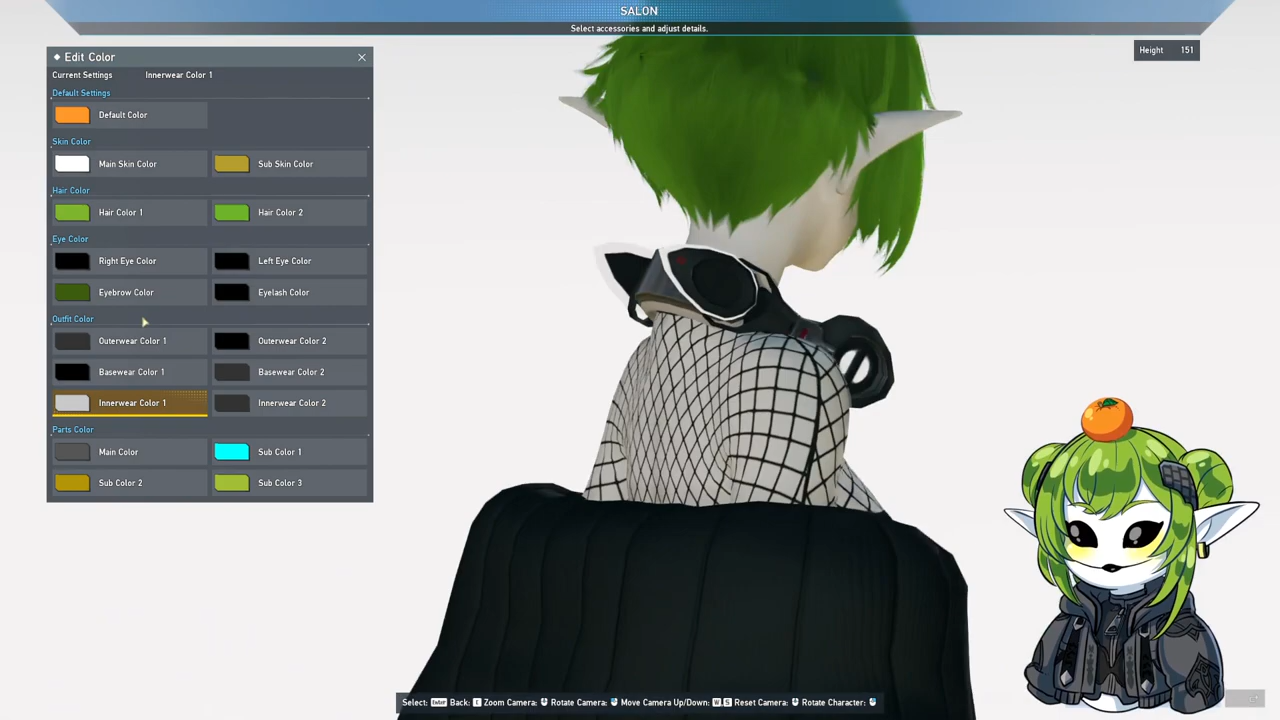 SALON
Select accessories and adjust details.
Height 151
Edit Color
Current Settings Innerwear Color 1
Default Settings
Default Color
Skin Color
Main Skin Color Sub Skin Color
Hair Color
Hair Color 1 Hair Color 2
Eye Color
Right Eye Color Left Eye Color
Eyebrow Color Eyelash Color
Outfit Color
Outerwear Color 1 Outerwear Color 2
Basewear Color 1 Basewear Color 2
Innerwear Color 1 Innerwear Color 2
Parts Color
Main Color Sub Color 1
Sub Color 2 Sub Color 3
Select: Enter Back: Zoom Camera: Rotate Camera: Move Camera Up/Down: W, S Reset Camera: Rotate Character: